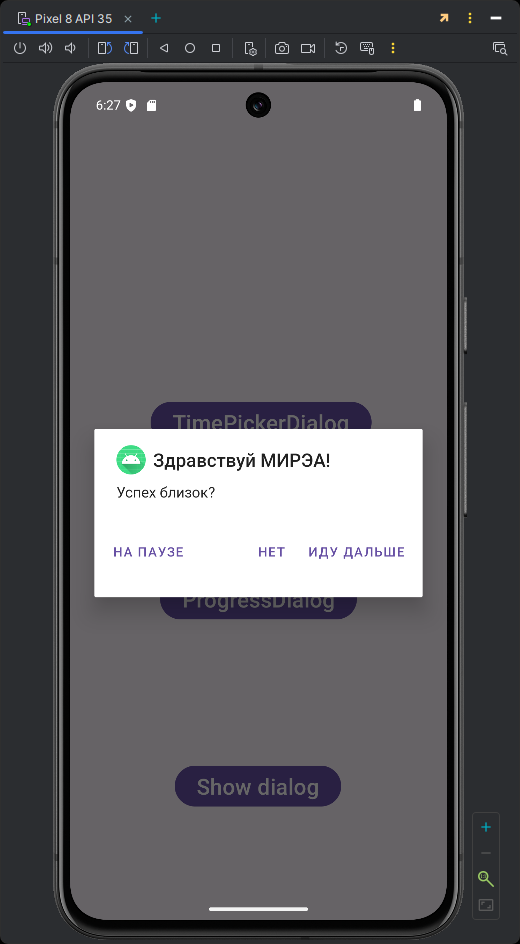 Pixel 8 API 35
6:27
TimePickerDialog
Здравствуй МИРЭА!
Успех близок?
НА ПАУЗЕ НЕТ ИДУ ДАЛЬШЕ
ProgressDialog
Show dialog